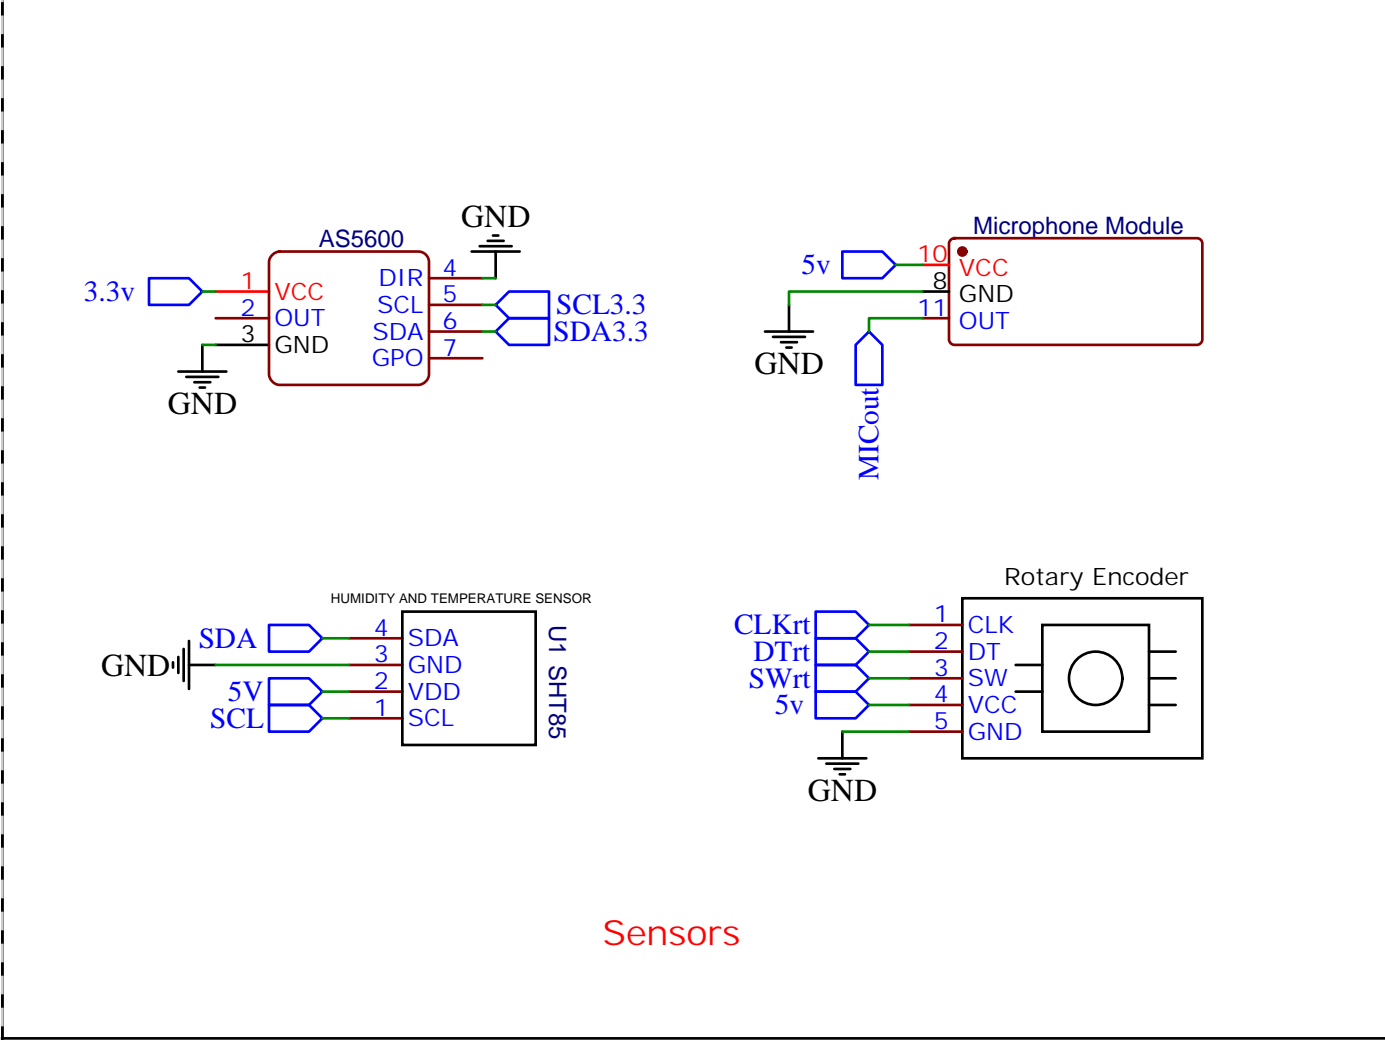 AS5600
GND
3.3v
1 VCC
2 OUT
3 GND
GND
DIR 4
SCL 5 SCL3.3
SDA 6 SDA3.3
GPO 7
Microphone Module
5v 10 VCC
8 GND
11 OUT
GND
MICout
HUMIDITY AND TEMPERATURE SENSOR
SDA 4 SDA
GND 3 GND
5V 2 VDD
SCL 1 SCL
U1 SHT85
Rotary Encoder
CLKrt 1 CLK
DTrt 2 DT
SWrt 3 SW
5v 4 VCC
5 GND
GND
Sensors